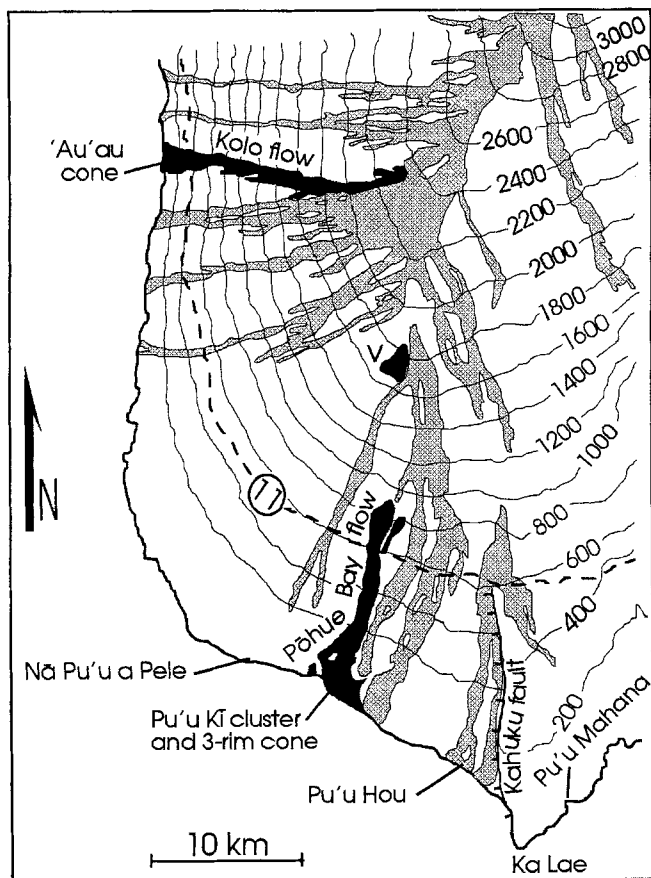 3000
2800
2600
2400
2200
2000
1800
1600
1400
1200
1000
800
600
400
200
'Au'au
cone
Kolo flow
V
11
N
Pōhue Bay flow
Nā Pu'u a Pele
Pu'u Kī cluster
and 3-rim cone
Pu'u Hou
Kahuku fault
Pu'u Mahana
10 km
Ka Lae